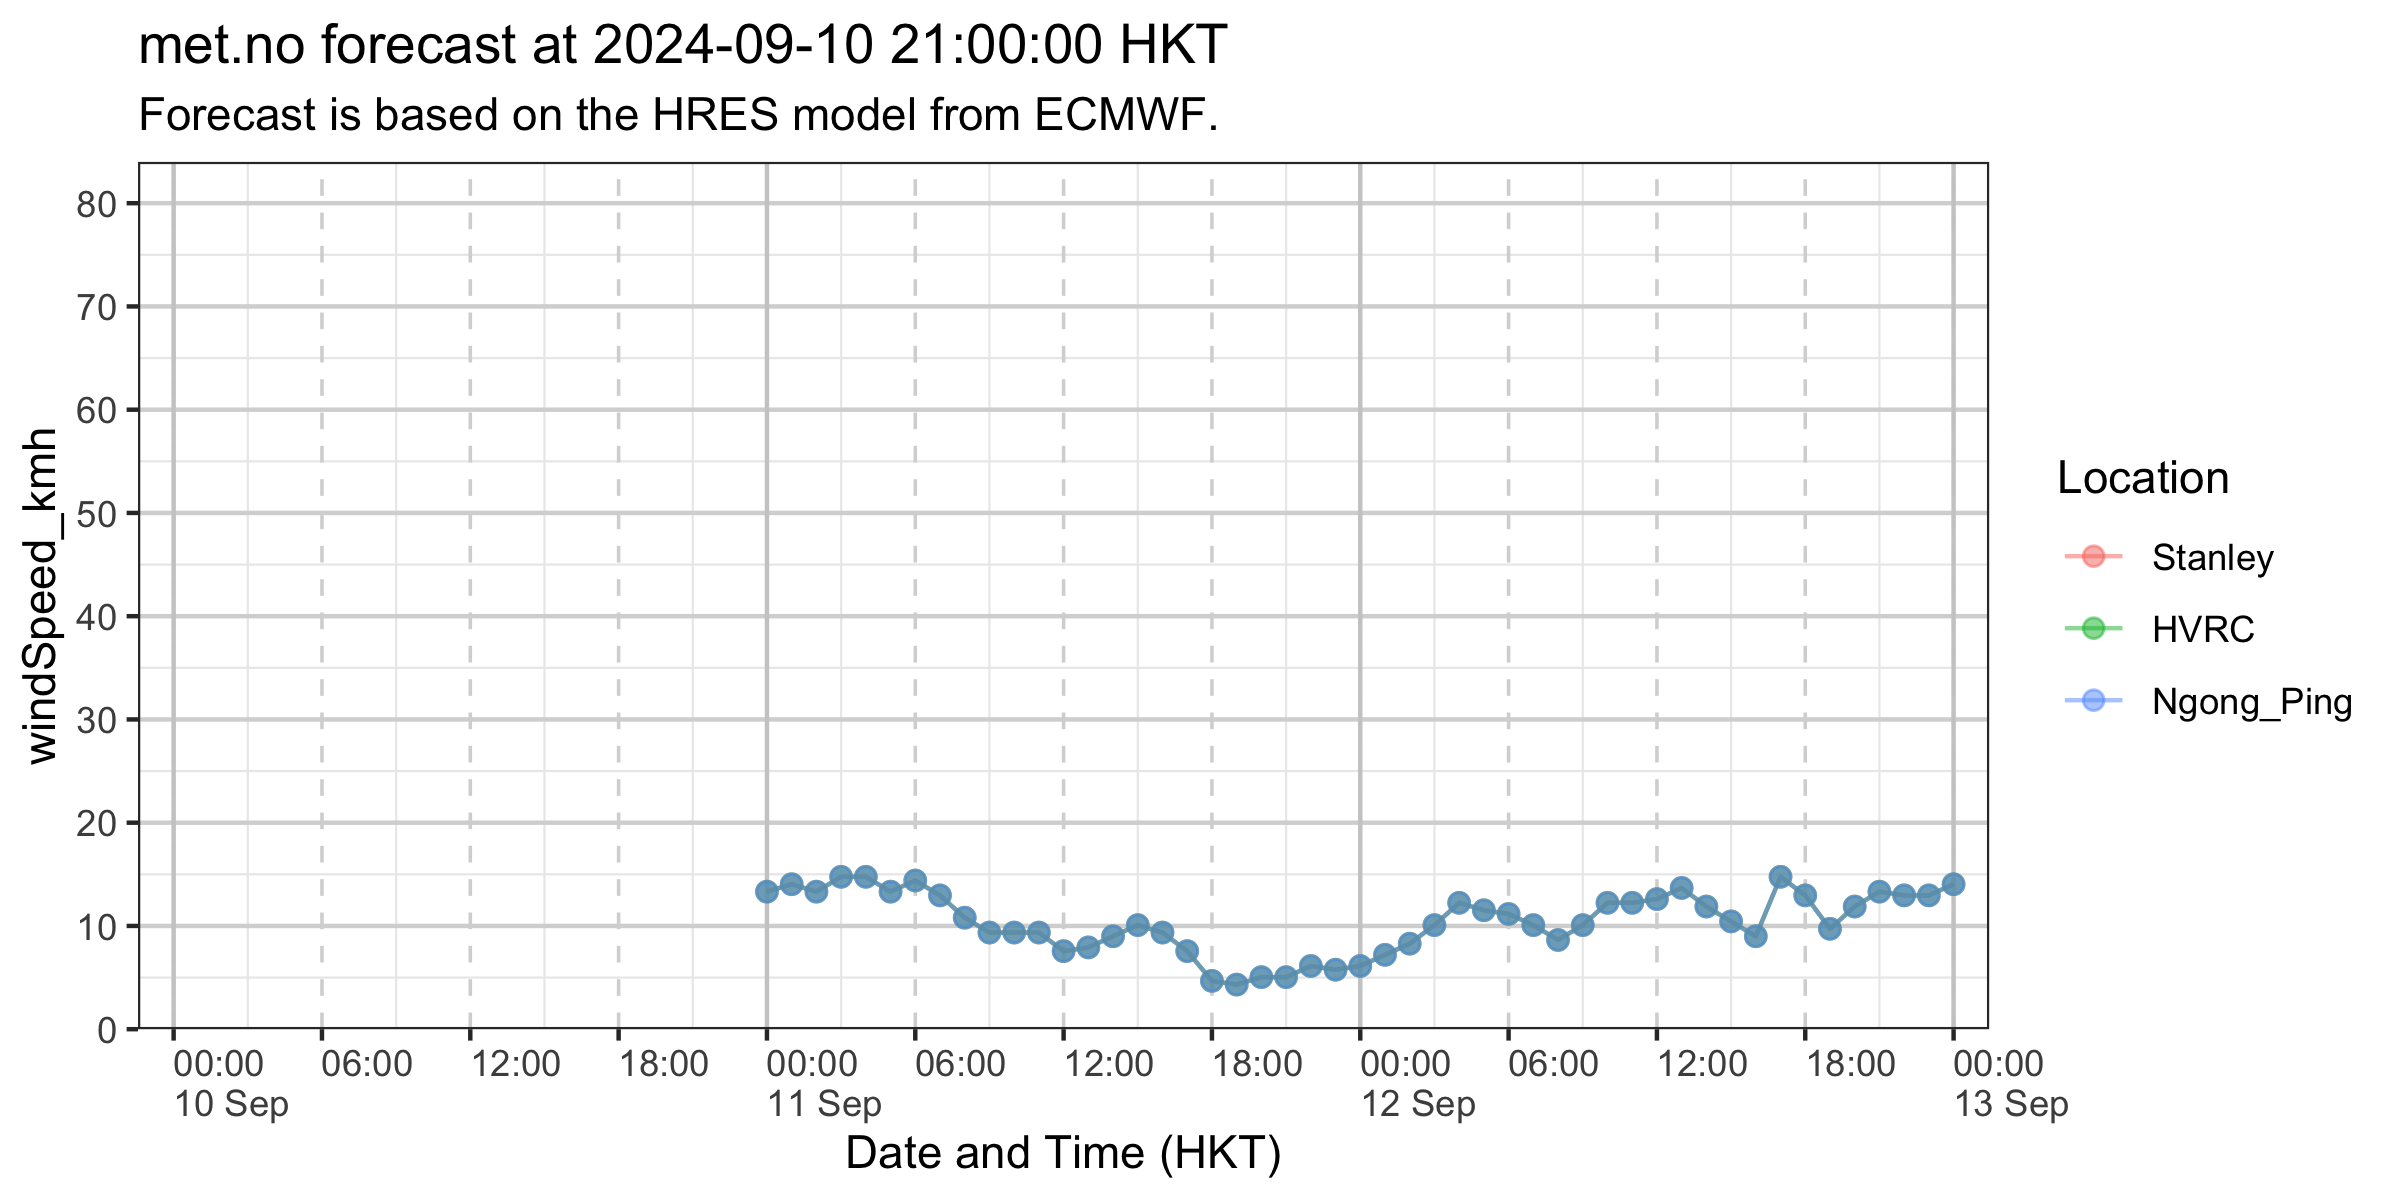 met.no forecast at 2024-09-10 21:00:00 HKT
Forecast is based on the HRES model from ECMWF.
windSpeed_kmh
80
70
60
50
40
30
20
10
0
00:00 06:00 12:00 18:00 00:00 06:00 12:00 18:00 00:00 06:00 12:00 18:00 00:00
10 Sep 11 Sep 12 Sep 13 Sep
Date and Time (HKT)
Location
Stanley
HVRC
Ngong_Ping